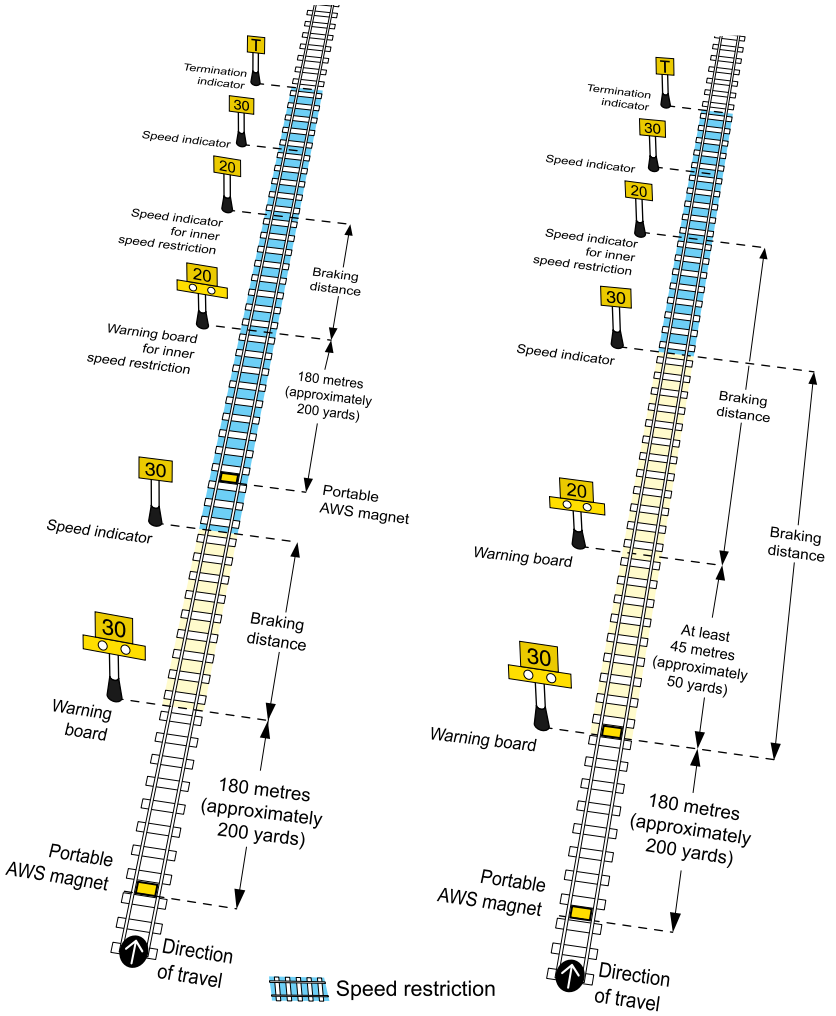 T
Termination
indicator
30
Speed indicator
20
Speed indicator
for inner
speed restriction
Braking
distance
20
Warning board
for inner
speed restriction
180 metres
(approximately
200 yards)
30
Portable
AWS magnet
Speed indicator
Braking
distance
30
Warning
board
180 metres
(approximately
200 yards)
Portable
AWS magnet
Direction
of travel
T
Termination
indicator
30
Speed indicator
20
Speed indicator
for inner
speed restriction
30
Speed indicator
Braking
distance
20
Warning board
Braking
distance
At least
45 metres
(approximately
50 yards)
30
Warning board
180 metres
(approximately
200 yards)
Portable
AWS magnet
Direction
of travel
Speed restriction